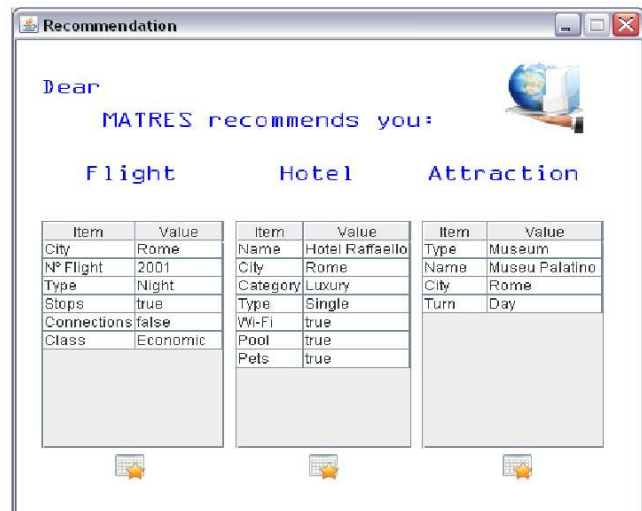 Recommendation
Dear
MATRES recommends you:
Flight Hotel Attraction
Item Value
City Rome
Nº Flight 2001
Type Night
Stops true
Connections false
Class Economic
Item Value
Name Hotel Raffaello
City Rome
Category Luxury
Type Single
Wi-Fi true
Pool true
Pets true
Item Value
Type Museum
Name Museu Palatino
City Rome
Turn Day